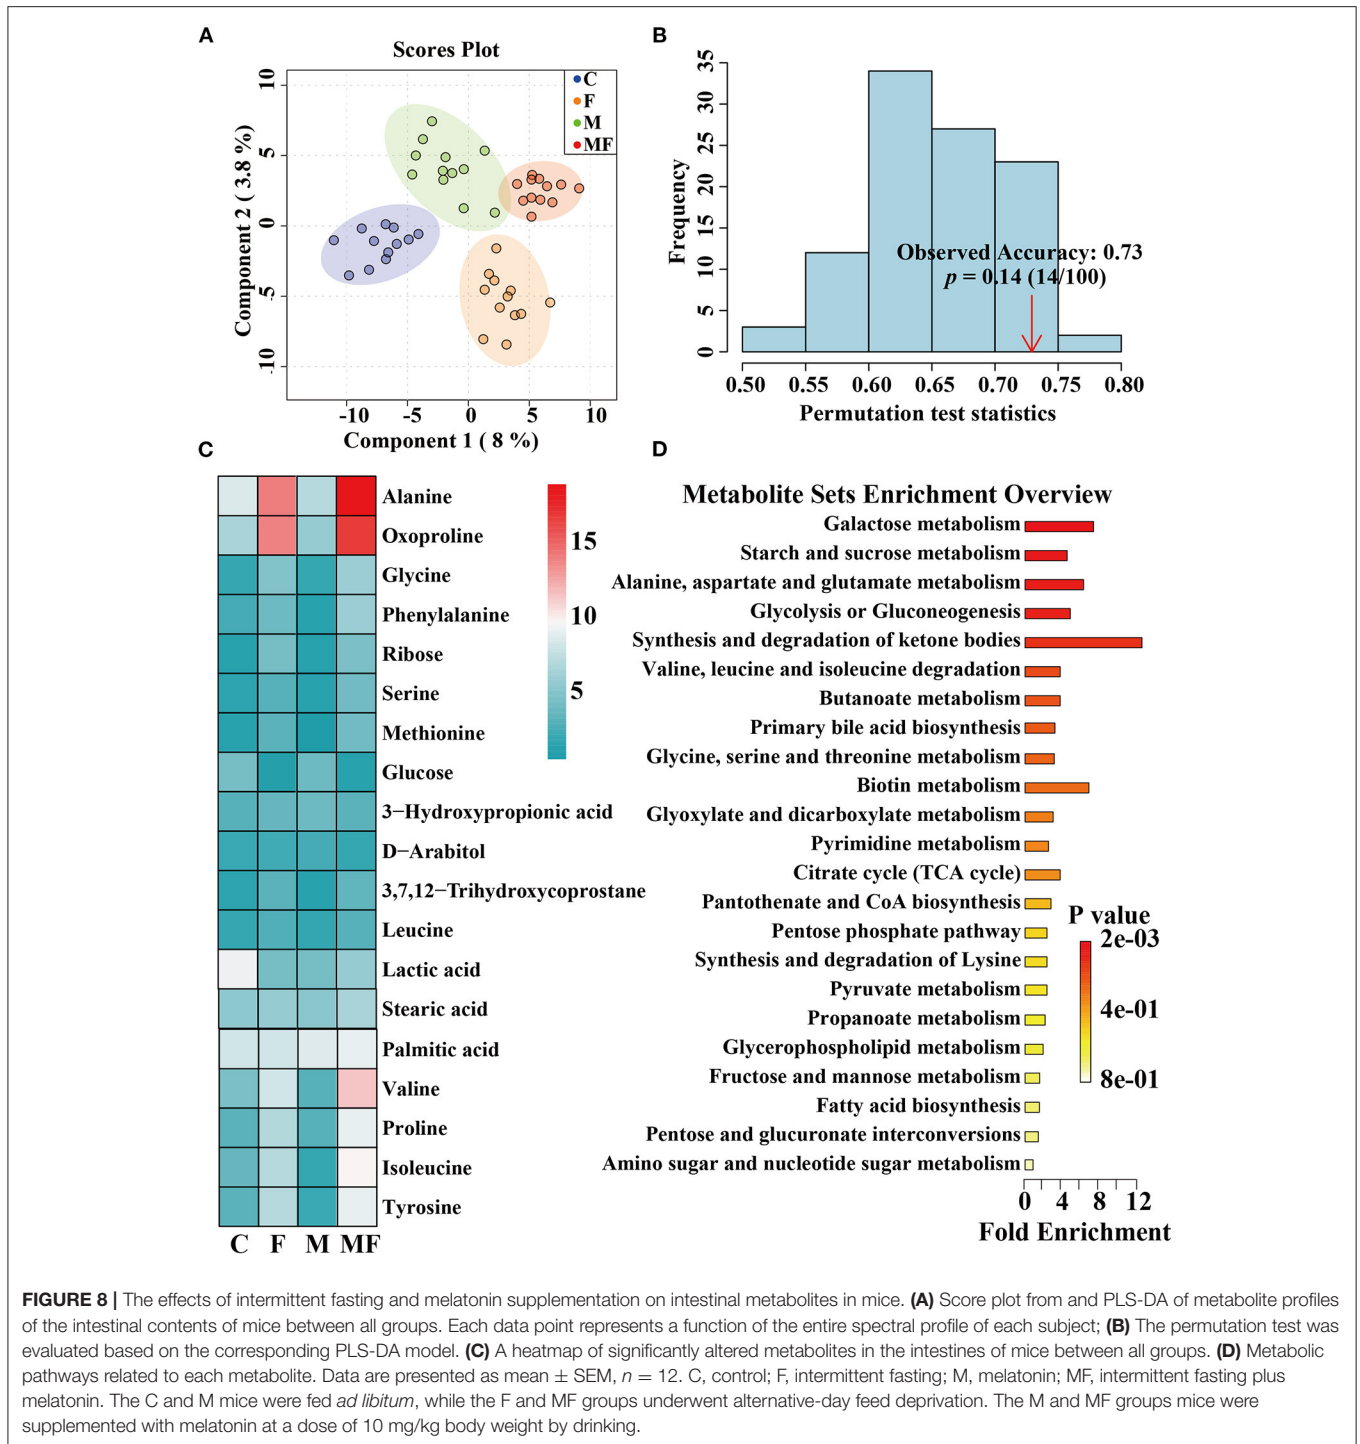 A
Scores Plot
C
F
M
MF
10
5
0
-5
-10
Component 2 ( 3.8 %)
-10
-5
0
5
10
Component 1 ( 8 %)
B
35
30
25
20
15
10
5
0
Frequency
Observed Accuracy: 0.73
p = 0.14 (14/100)
0.50
0.55
0.60
0.65
0.70
0.75
0.80
Permutation test statistics
C
Alanine
Oxoproline
Glycine
Phenylalanine
Ribose
Serine
Methionine
Glucose
3−Hydroxypropionic acid
D−Arabitol
3,7,12−Trihydroxycoprostane
Leucine
Lactic acid
Stearic acid
Palmitic acid
Valine
Proline
Isoleucine
Tyrosine
C
F
M
MF
15
10
5
D
Metabolite Sets Enrichment Overview
Galactose metabolism
Starch and sucrose metabolism
Alanine, aspartate and glutamate metabolism
Glycolysis or Gluconeogenesis
Synthesis and degradation of ketone bodies
Valine, leucine and isoleucine degradation
Butanoate metabolism
Primary bile acid biosynthesis
Glycine, serine and threonine metabolism
Biotin metabolism
Glyoxylate and dicarboxylate metabolism
Pyrimidine metabolism
Citrate cycle (TCA cycle)
Pantothenate and CoA biosynthesis
Pentose phosphate pathway
Synthesis and degradation of Lysine
Pyruvate metabolism
Propanoate metabolism
Glycerophospholipid metabolism
Fructose and mannose metabolism
Fatty acid biosynthesis
Pentose and glucuronate interconversions
Amino sugar and nucleotide sugar metabolism
P value
2e-03
4e-01
8e-01
0
4
8
12
Fold Enrichment
FIGURE 8 | The effects of intermittent fasting and melatonin supplementation on intestinal metabolites in mice. (A) Score plot from and PLS-DA of metabolite profiles
of the intestinal contents of mice between all groups. Each data point represents a function of the entire spectral profile of each subject; (B) The permutation test was
evaluated based on the corresponding PLS-DA model. (C) A heatmap of significantly altered metabolites in the intestines of mice between all groups. (D) Metabolic
pathways related to each metabolite. Data are presented as mean ± SEM, n = 12. C, control; F, intermittent fasting; M, melatonin; MF, intermittent fasting plus
melatonin. The C and M mice were fed ad libitum, while the F and MF groups underwent alternative-day feed deprivation. The M and MF groups mice were
supplemented with melatonin at a dose of 10 mg/kg body weight by drinking.